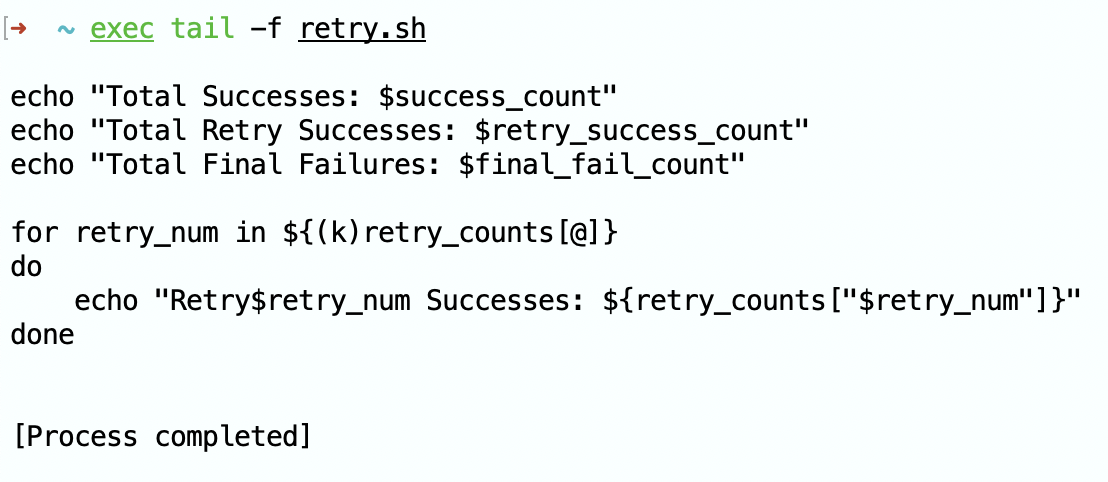 [➜  ~ exec tail -f retry.sh
echo "Total Successes: $success_count"
echo "Total Retry Successes: $retry_success_count"
echo "Total Final Failures: $final_fail_count"
for retry_num in ${(k)retry_counts[@]}
do
    echo "Retry$retry_num Successes: ${retry_counts["$retry_num"]}"
done
[Process completed]